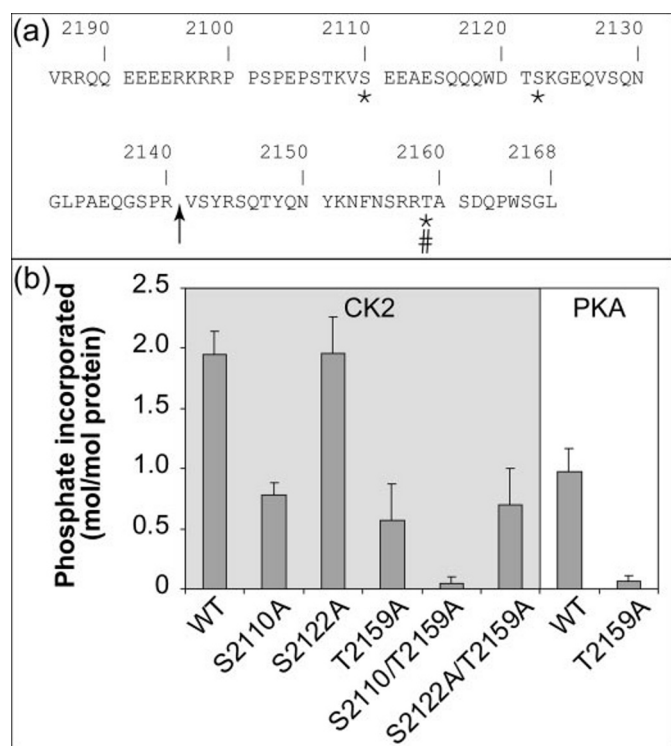 (a)
2190 2100 2110 2120 2130
VRRQQ EEEERKRRPP PSPEPSTKVS EEAESQQQWD TSKGEQVSQN
* *
2140 2150 2160 2168
GLPAEQGSPR VSYRSQTYQN YKNFNSRRTA SDQPWSGL
*
#
(b)
Phosphate incorporated
(mol/mol protein)
2.5
2.0
1.5
1.0
0.5
0
CK2 PKA
WT S2110A S2122A T2159A S2110/T2159A S2122A/T2159A WT T2159A